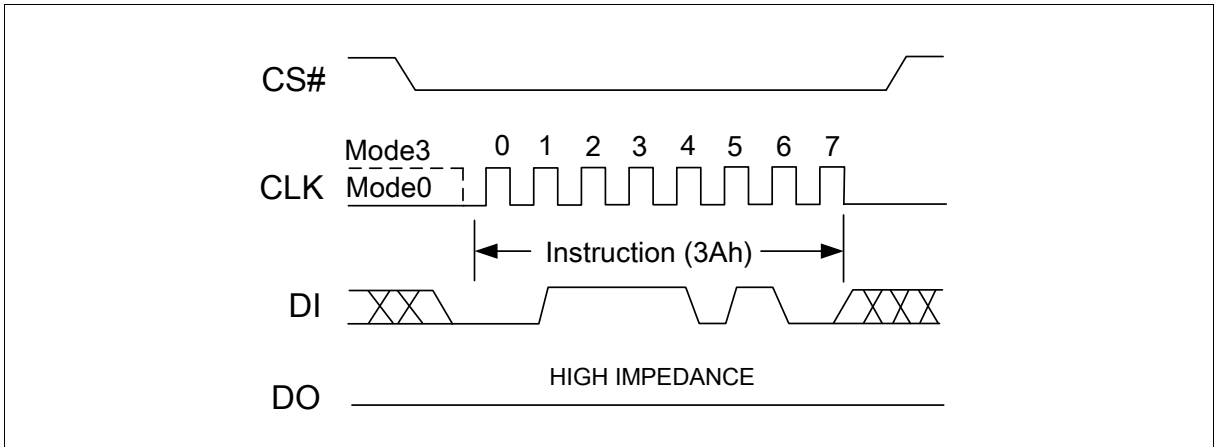 CS#
Mode3
0 1 2 3 4 5 6 7
CLK
Mode0
Instruction (3Ah)
DI
HIGH IMPEDANCE
DO